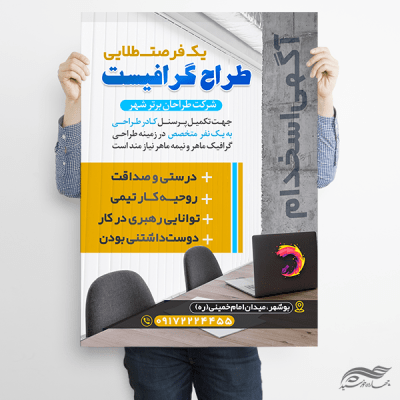 آگهی استخدام
یک فرصت طلایی
طراح گرافیست
شرکت طراحان برتر شهر
جهت تکمیل پرسنل کادر طراحی
به یک نفر متخصص در زمینه طراحی
گرافیک ماهر و نیمه ماهر نیاز مند است
+ درستی و صداقت
+ روحیه کار تیمی
+ توانایی رهبری در کار
+ دوست‌داشتنی بودن
بوشهر ، میدان امام خمینی (ره)
۰۹۱۷۲۲۲۴۴۵۵